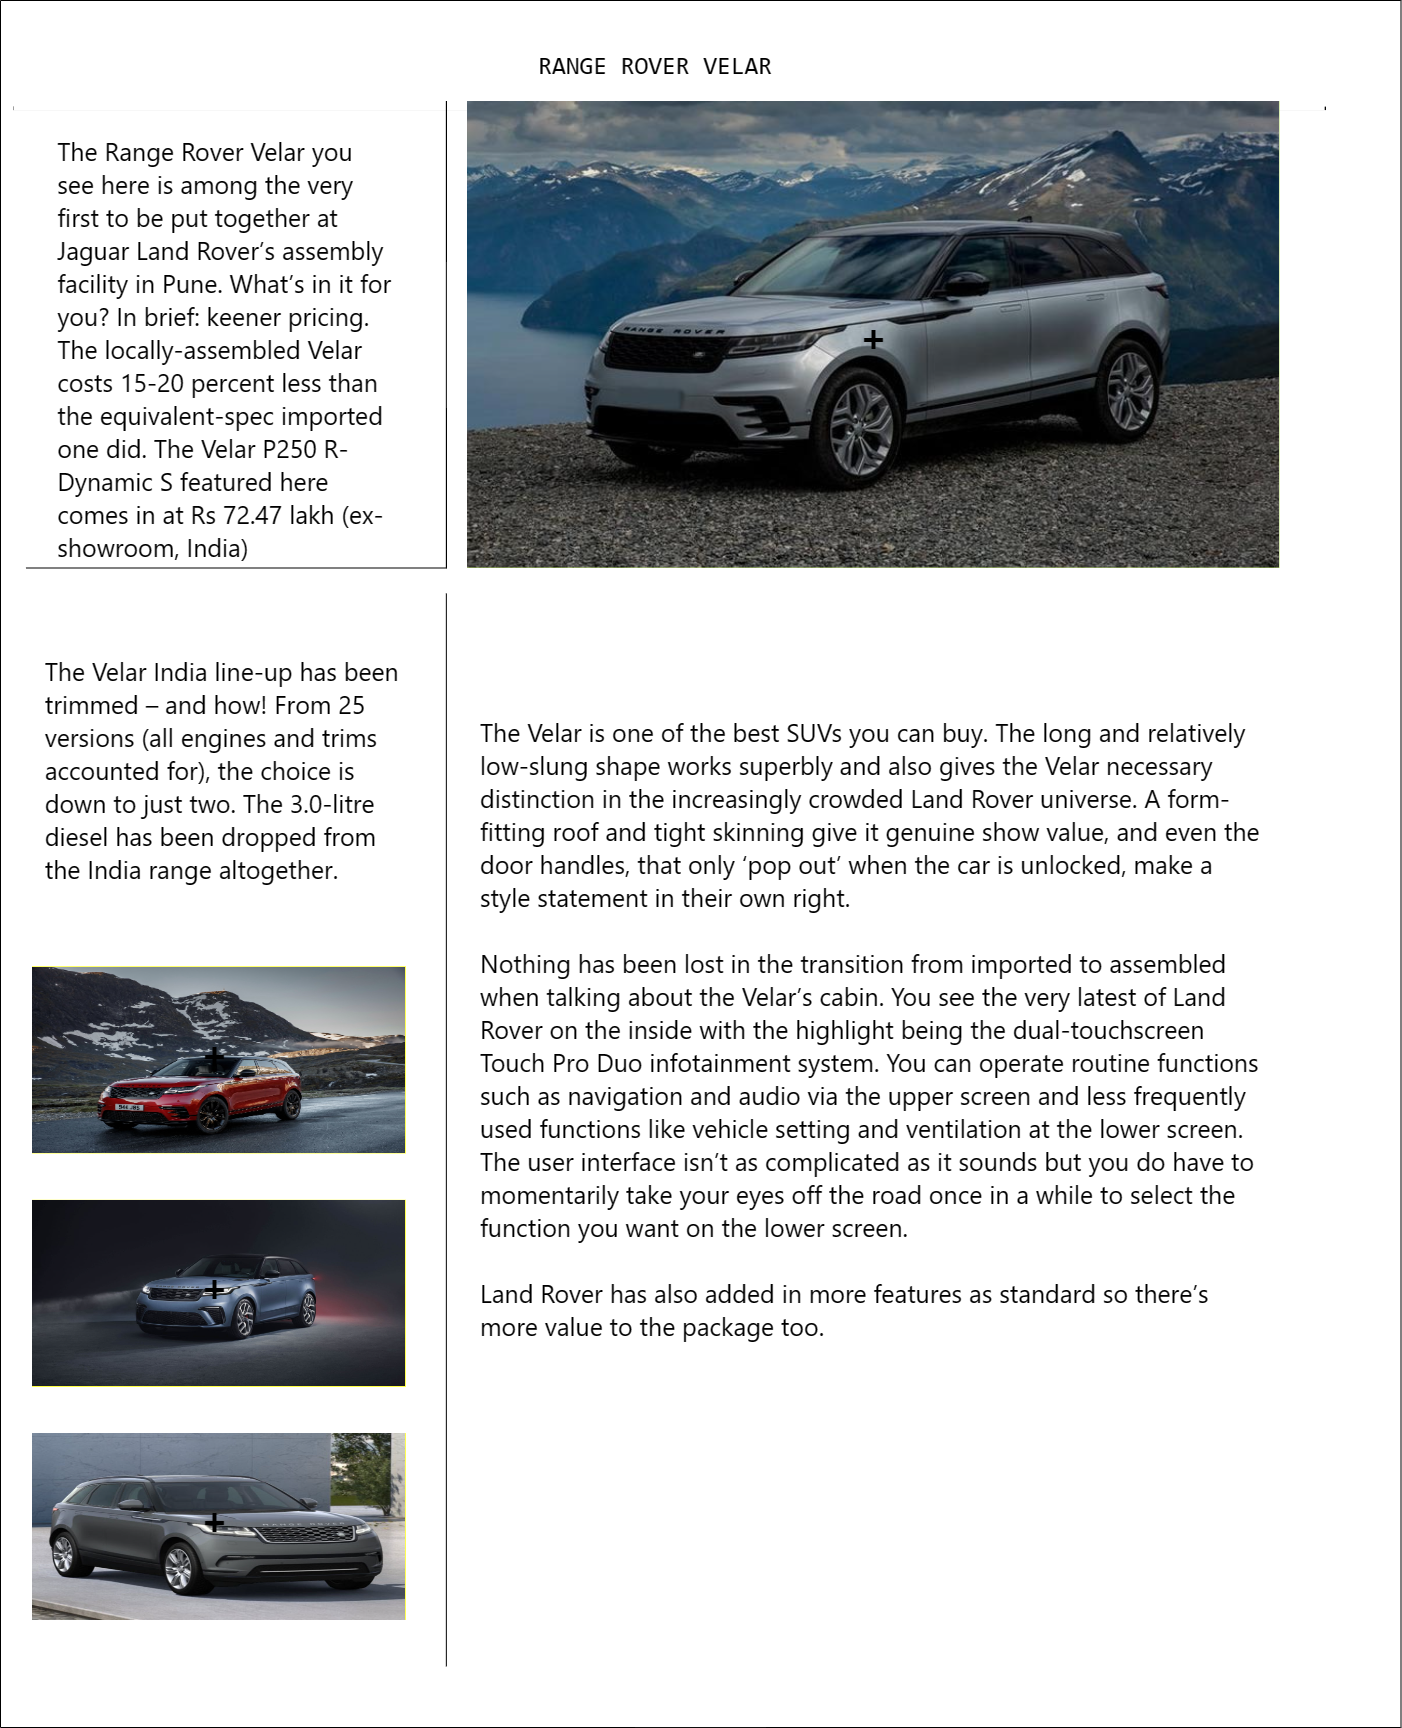 RANGE ROVER VELAR
The Range Rover Velar you
see here is among the very
first to be put together at
Jaguar Land Rover’s assembly
facility in Pune. What’s in it for
you? In brief: keener pricing.
The locally-assembled Velar
costs 15-20 percent less than
the equivalent-spec imported
one did. The Velar P250 R-
Dynamic S featured here
comes in at Rs 72.47 lakh (ex-
showroom, India)
RANGE ROVER
The Velar India line-up has been
trimmed – and how! From 25
versions (all engines and trims
accounted for), the choice is
down to just two. The 3.0-litre
diesel has been dropped from
the India range altogether.
The Velar is one of the best SUVs you can buy. The long and relatively
low-slung shape works superbly and also gives the Velar necessary
distinction in the increasingly crowded Land Rover universe. A form-
fitting roof and tight skinning give it genuine show value, and even the
door handles, that only ‘pop out’ when the car is unlocked, make a
style statement in their own right.
Nothing has been lost in the transition from imported to assembled
when talking about the Velar’s cabin. You see the very latest of Land
Rover on the inside with the highlight being the dual-touchscreen
Touch Pro Duo infotainment system. You can operate routine functions
such as navigation and audio via the upper screen and less frequently
used functions like vehicle setting and ventilation at the lower screen.
The user interface isn’t as complicated as it sounds but you do have to
momentarily take your eyes off the road once in a while to select the
function you want on the lower screen.
Land Rover has also added in more features as standard so there’s
more value to the package too.
RANGE ROVER